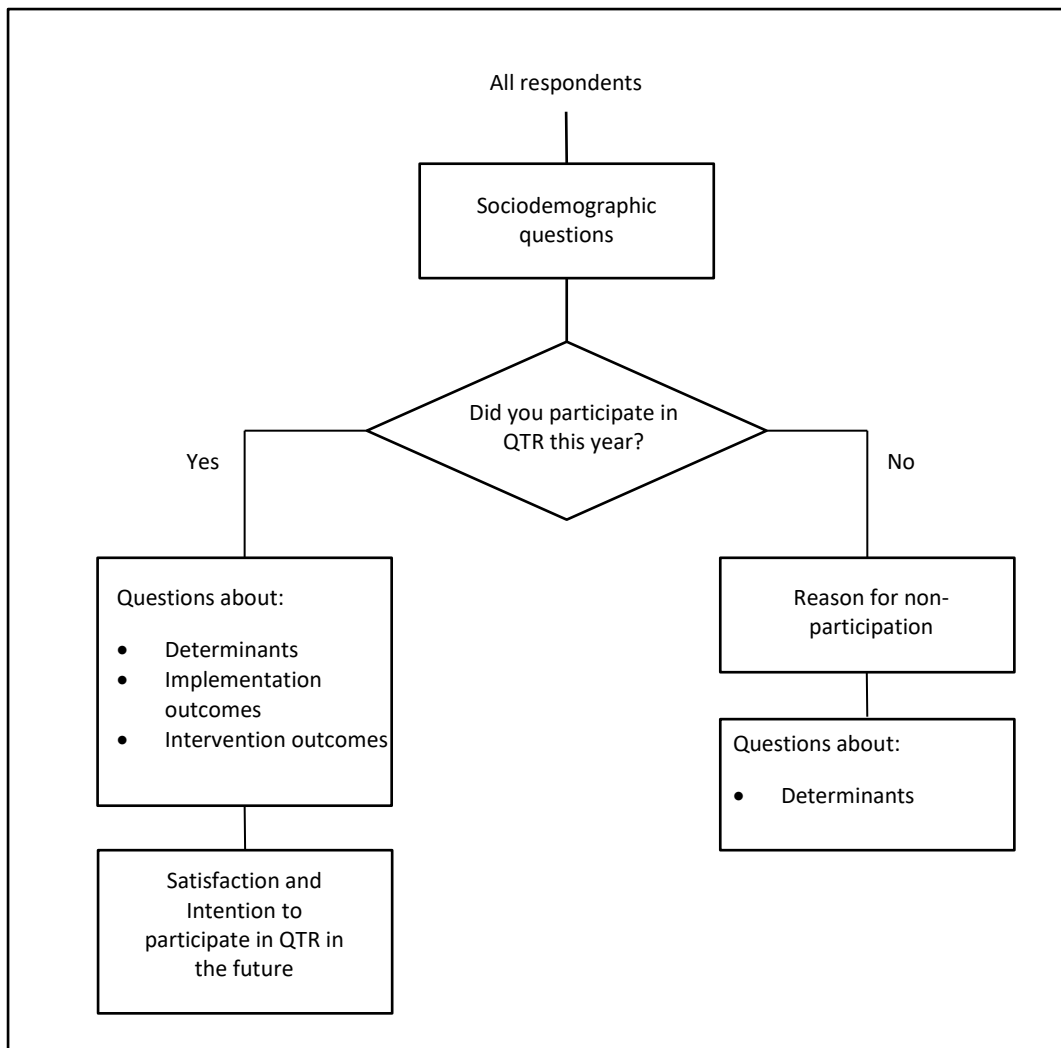 All respondents
Sociodemographic
questions
Did you participate in
QTR this year?
Yes
No
Questions about:
• Determinants
• Implementation
outcomes
• Intervention outcomes
Satisfaction and
Intention to
participate in QTR in
the future
Reason for non-
participation
Questions about:
• Determinants